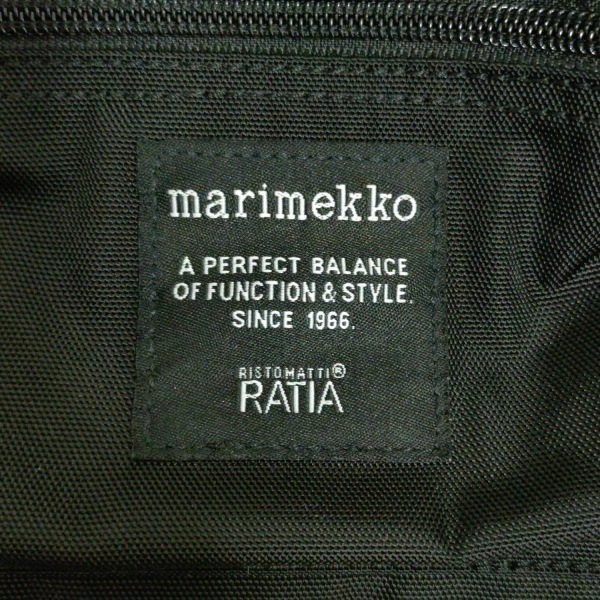 marimekko
A PERFECT BALANCE
OF FUNCTION & STYLE.
SINCE 1966.
RISTOMATTI®
RATIA